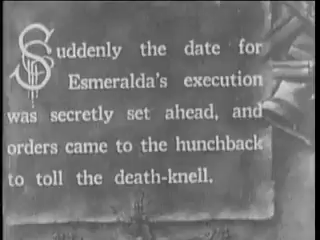 Suddenly the date for
Esmeralda's execution
was secretly set ahead, and
orders came to the hunchback
to toll the death-knell.